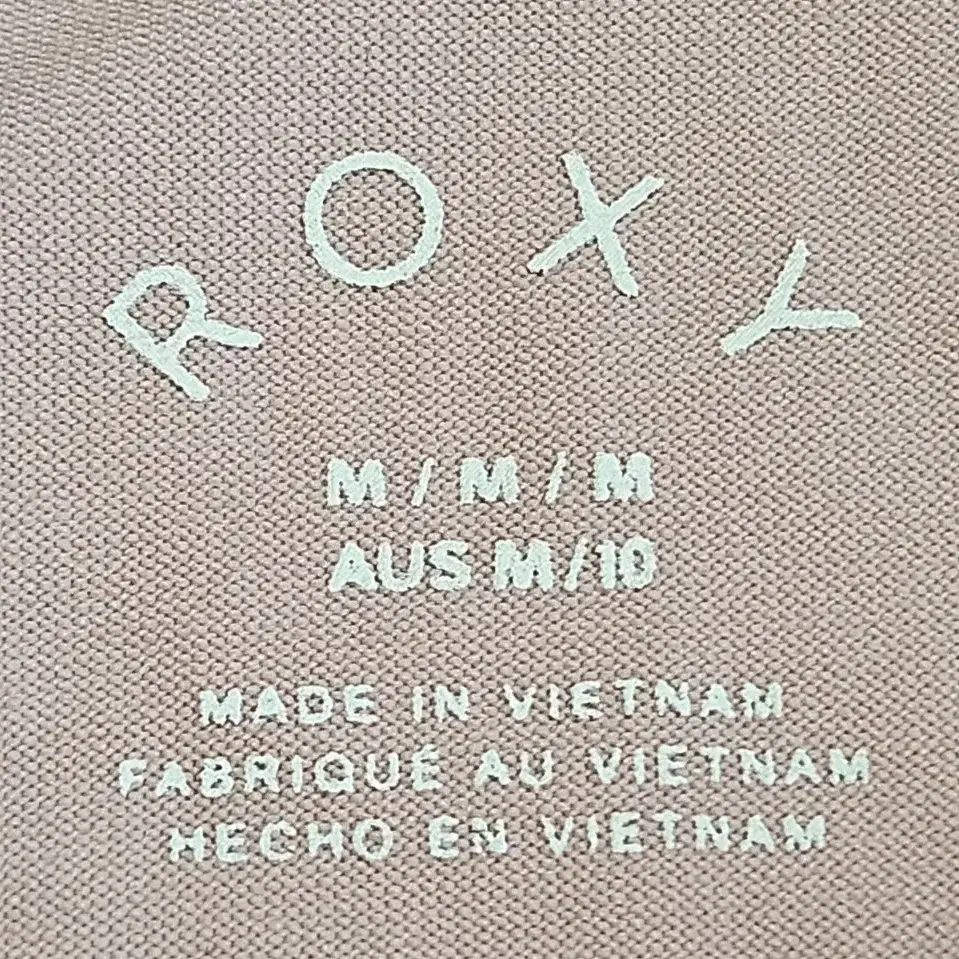 ROXY
M / M / M
AUS M/10
MADE IN VIETNAM
FABRIQUÉ AU VIETNAM
HECHO EN VIETNAM